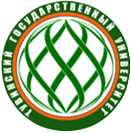 ТУВИНСКИЙ ГОСУДАРСТВЕННЫЙ УНИВЕРСИТЕТ